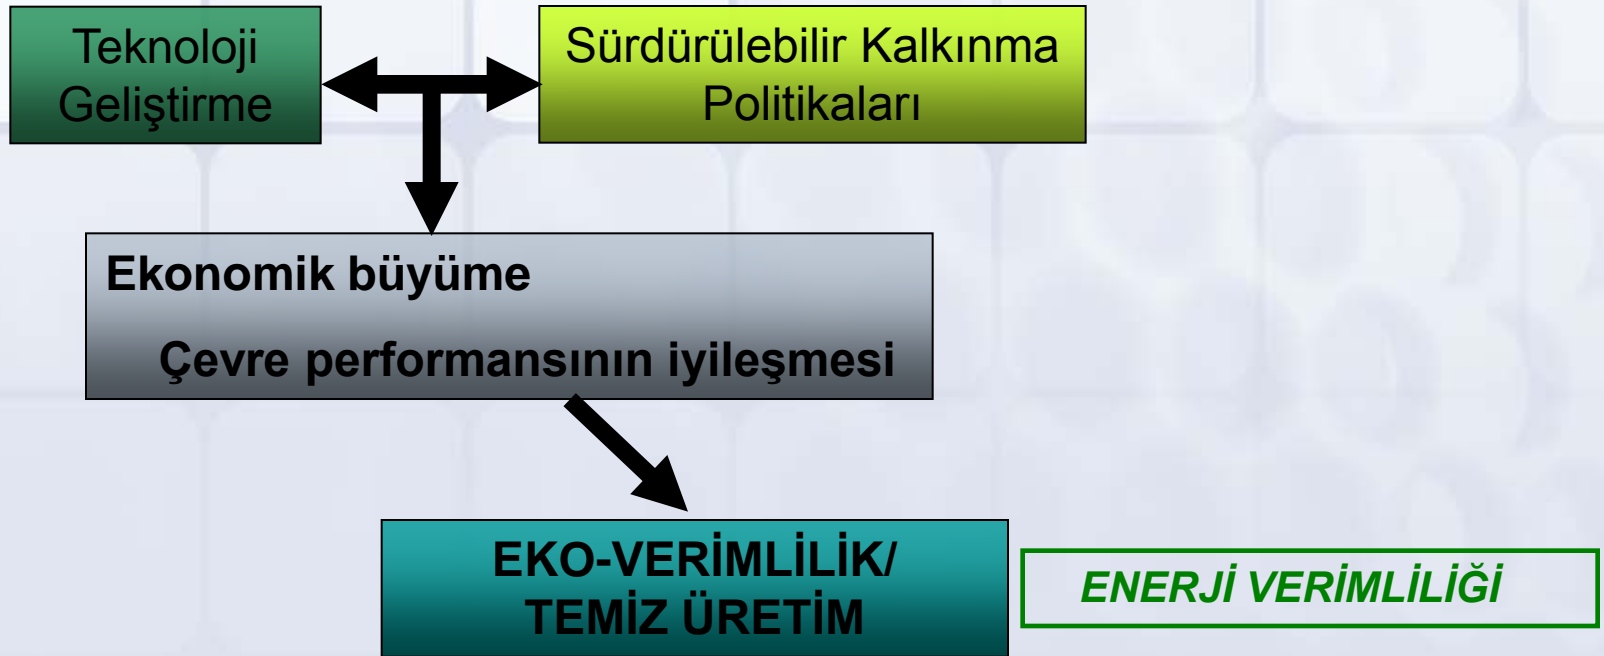 Teknoloji
Geliştirme
Sürdürülebilir Kalkınma
Politikaları
Ekonomik büyüme
Çevre performansının iyileşmesi
EKO-VERİMLİLİK/
TEMİZ ÜRETİM
ENERJİ VERİMLİLİĞİ